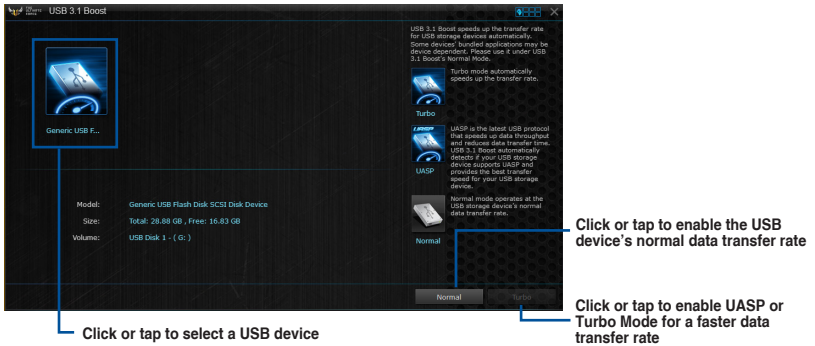 THE ULTIMATE FORCE
USB 3.1 Boost
Generic USB F...
USB 3.1 Boost speeds up the transfer rate
for USB storage devices automatically.
Some devices' bundled applications may be
device dependent. Please use it under USB
3.1 Boost's Normal Mode.
Turbo mode automatically
speeds up the transfer rate.
Turbo
UASP
UASP is the latest USB protocol
that speeds up data throughput
and reduces data transfer time.
USB 3.1 Boost automatically
detects if your USB storage
device supports UASP and
provides the best transfer
speed for your USB storage
device.
UASP
Normal mode operates at the
USB storage device's normal
data transfer rate.
Normal
Model: Generic USB Flash Disk SCSI Disk Device
Size: Total: 28.88 GB , Free: 16.83 GB
Volume: USB Disk 1 - ( G: )
Normal
Turbo
Click or tap to enable the USB
device's normal data transfer rate
Click or tap to enable UASP or
Turbo Mode for a faster data
transfer rate
Click or tap to select a USB device